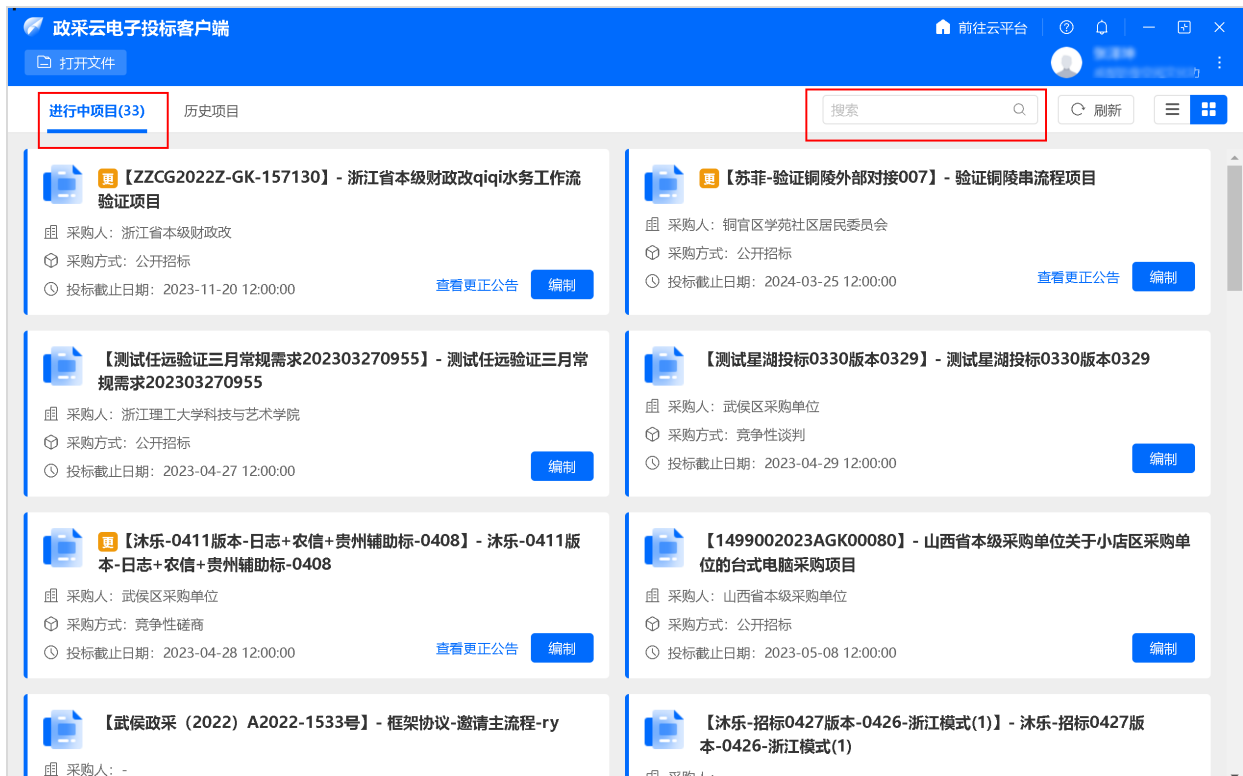 政采云电子投标客户端
前往云平台
打开文件
进行中项目(33)
历史项目
搜索
刷新
更【ZZCG2022Z-GK-157130】- 浙江省本级财政改qiqi水务工作流
验证项目
采购人：浙江省本级财政改
采购方式：公开招标
投标截止日期：2023-11-20 12:00:00
查看更正公告
编制
更【苏菲-验证铜陵外部对接007】- 验证铜陵串流程项目
采购人：铜官区学苑社区居民委员会
采购方式：公开招标
投标截止日期：2024-03-25 12:00:00
查看更正公告
编制
【测试任远验证三月常规需求202303270955】- 测试任远验证三月常
规需求202303270955
采购人：浙江理工大学科技与艺术学院
采购方式：公开招标
投标截止日期：2023-04-27 12:00:00
编制
【测试星湖投标0330版本0329】- 测试星湖投标0330版本0329
采购人：武侯区采购单位
采购方式：竞争性谈判
投标截止日期：2023-04-29 12:00:00
编制
更【沐乐-0411版本-日志+农信+贵州辅助标-0408】- 沐乐-0411版
本-日志+农信+贵州辅助标-0408
采购人：武侯区采购单位
采购方式：竞争性磋商
投标截止日期：2023-04-28 12:00:00
查看更正公告
编制
【1499002023AGK00080】- 山西省本级采购单位关于小店区采购单
位的台式电脑采购项目
采购人：山西省本级采购单位
采购方式：公开招标
投标截止日期：2023-05-08 12:00:00
编制
【武侯政采（2022）A2022-1533号】- 框架协议-邀请主流程-ry
采购人：-
【沐乐-招标0427版本-0426-浙江模式(1)】- 沐乐-招标0427版
本-0426-浙江模式(1)